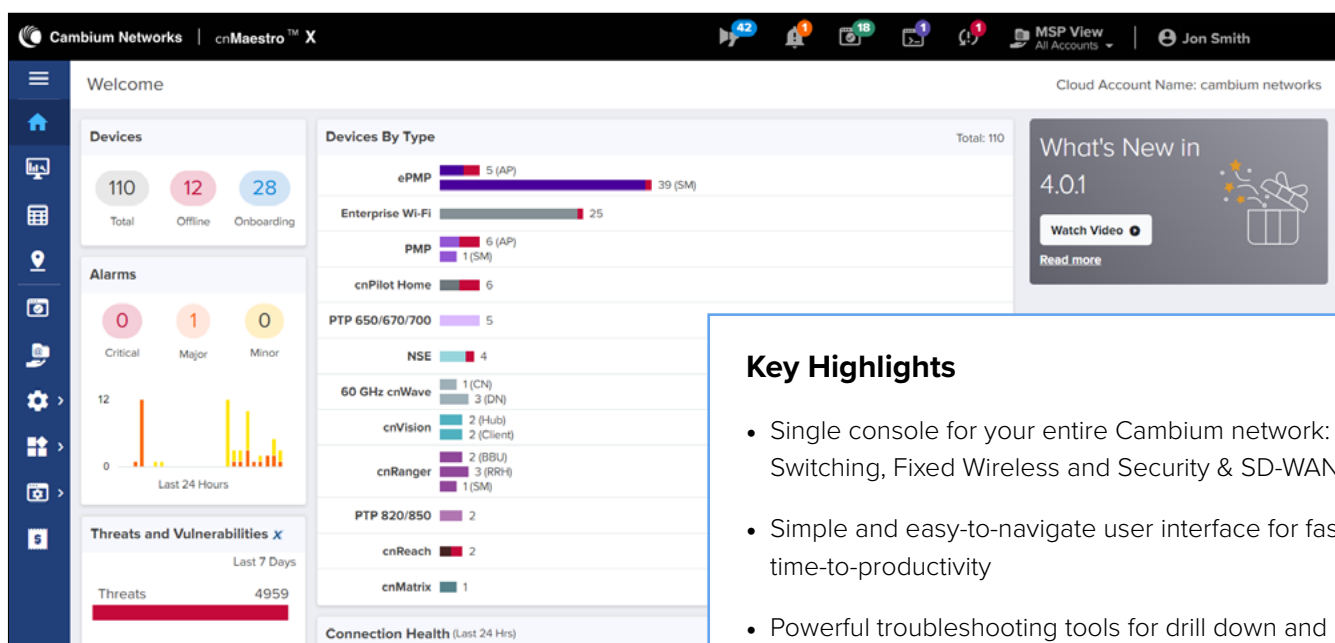 Cambium Networks | cnMaestro™ X
42
1
18
1
1
MSP View
All Accounts
Jon Smith
Welcome
Cloud Account Name: cambium networks
Devices
110
12
28
Total
Offline
Onboarding
Alarms
0
1
0
Critical
Major
Minor
12
0
Last 24 Hours
Threats and Vulnerabilities X
Last 7 Days
Threats 4959
Devices By Type
Total: 110
ePMP 5 (AP)
39 (SM)
Enterprise Wi-Fi 25
PMP 6 (AP)
1 (SM)
cnPilot Home 6
PTP 650/670/700 5
NSE 4
60 GHz cnWave 1 (CN)
3 (DN)
cnVision 2 (Hub)
2 (Client)
cnRanger 2 (BBU)
3 (RRH)
1 (SM)
PTP 820/850 2
cnReach 2
cnMatrix 1
Connection Health (Last 24 Hrs)
What's New in
4.0.1
Watch Video
Read more
Key Highlights
• Single console for your entire Cambium network:
Switching, Fixed Wireless and Security & SD-WAN
• Simple and easy-to-navigate user interface for fas
time-to-productivity
• Powerful troubleshooting tools for drill down and